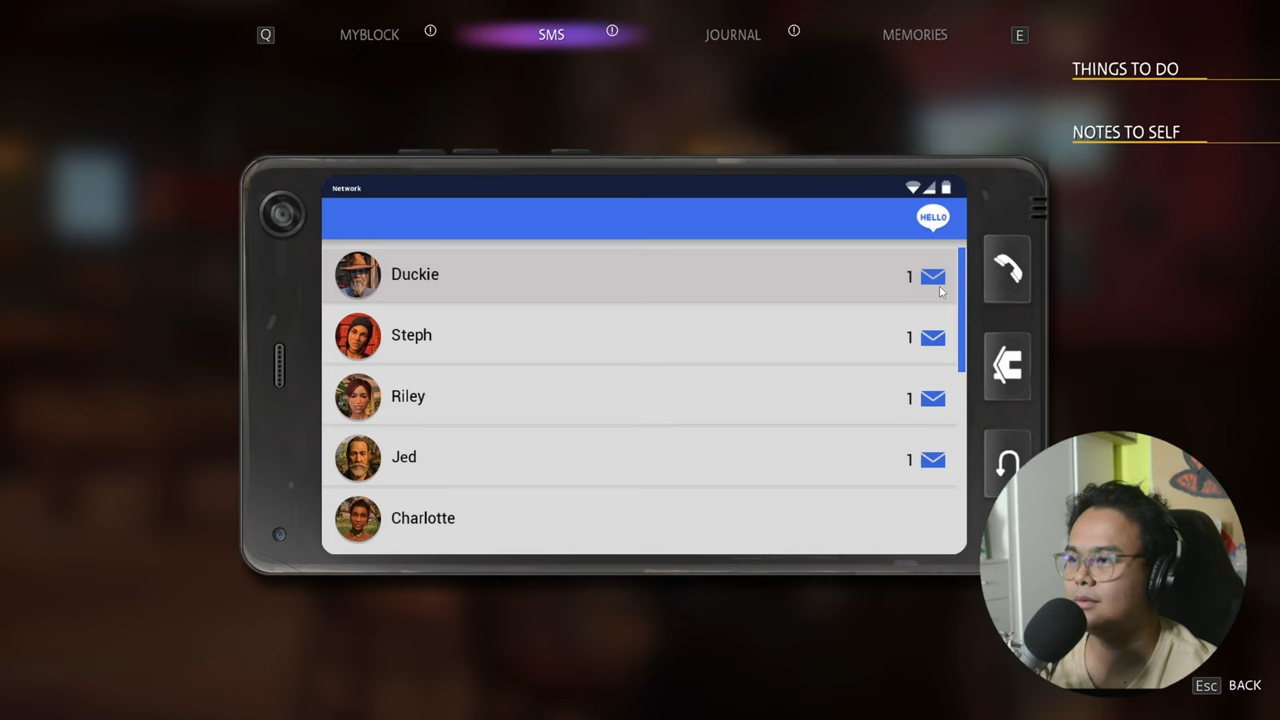 Q
MYBLOCK
SMS
JOURNAL
MEMORIES
E
THINGS TO DO
NOTES TO SELF
Network
HELLO
Duckie
1
Steph
1
Riley
1
Jed
1
Charlotte
Esc BACK